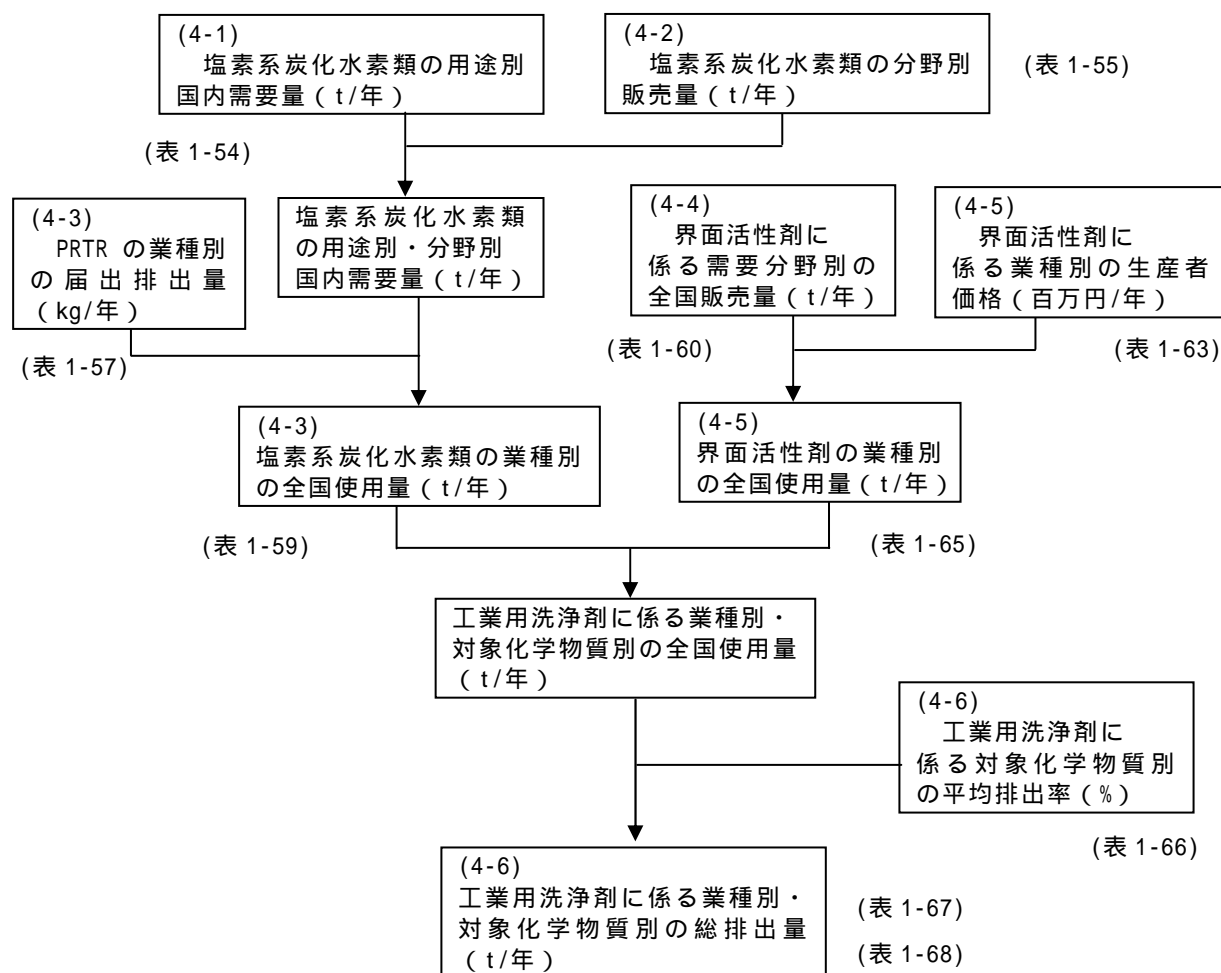 (4-1)
塩素系炭化水素類の用途別
国内需要量（t/年）
(4-2)
塩素系炭化水素類の分野別
販売量（t/年）
(表 1-55)
(表 1-54)
(4-3)
PRTR の業種別
の届出排出量
（kg/年）
塩素系炭化水素類
の用途別・分野別
国内需要量（t/年）
(4-4)
界面活性剤に
係る需要分野別の
全国販売量（t/年）
(4-5)
界面活性剤に
係る業種別の生産者
価格（百万円/年）
(表 1-57)
(表 1-60)
(表 1-63)
(4-3)
塩素系炭化水素類の業種別
の全国使用量（t/年）
(4-5)
界面活性剤の業種別
の全国使用量（t/年）
(表 1-59)
(表 1-65)
工業用洗浄剤に係る業種別・
対象化学物質別の全国使用量
（t/年）
(4-6)
工業用洗浄剤に
係る対象化学物質別
の平均排出率（%）
(表 1-66)
(4-6)
工業用洗浄剤に係る業種別・
対象化学物質別の総排出量
（t/年）
(表 1-67)
(表 1-68)